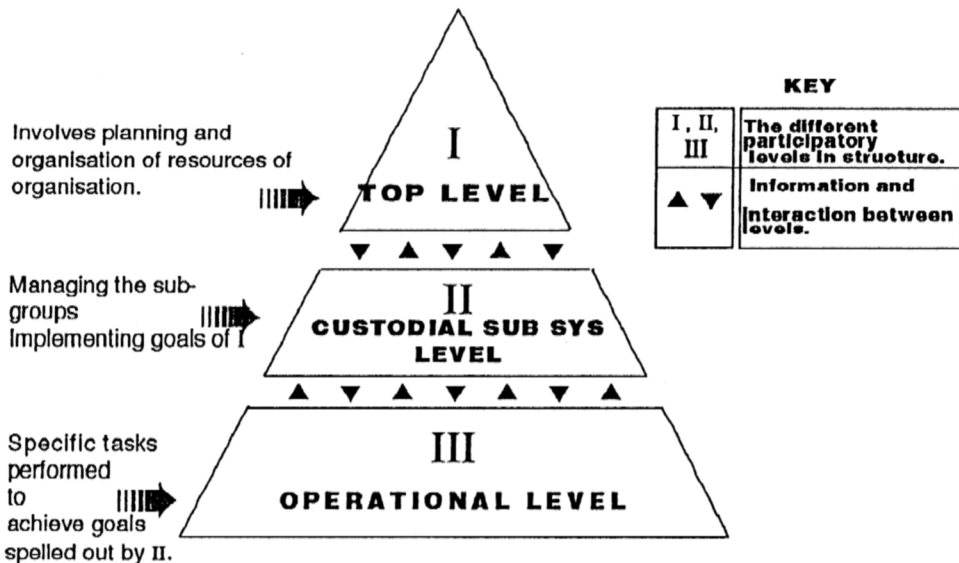 Involves planning and
organisation of resources of
organisation.
I
TOP LEVEL
KEY
I, II,
III
The different
participatory
levels in structure.
Information and
interaction between
levels.
Managing the sub-
groups
Implementing goals of I
II
CUSTODIAL SUB SYS
LEVEL
Specific tasks
performed
to
achieve goals
spelled out by II.
III
OPERATIONAL LEVEL